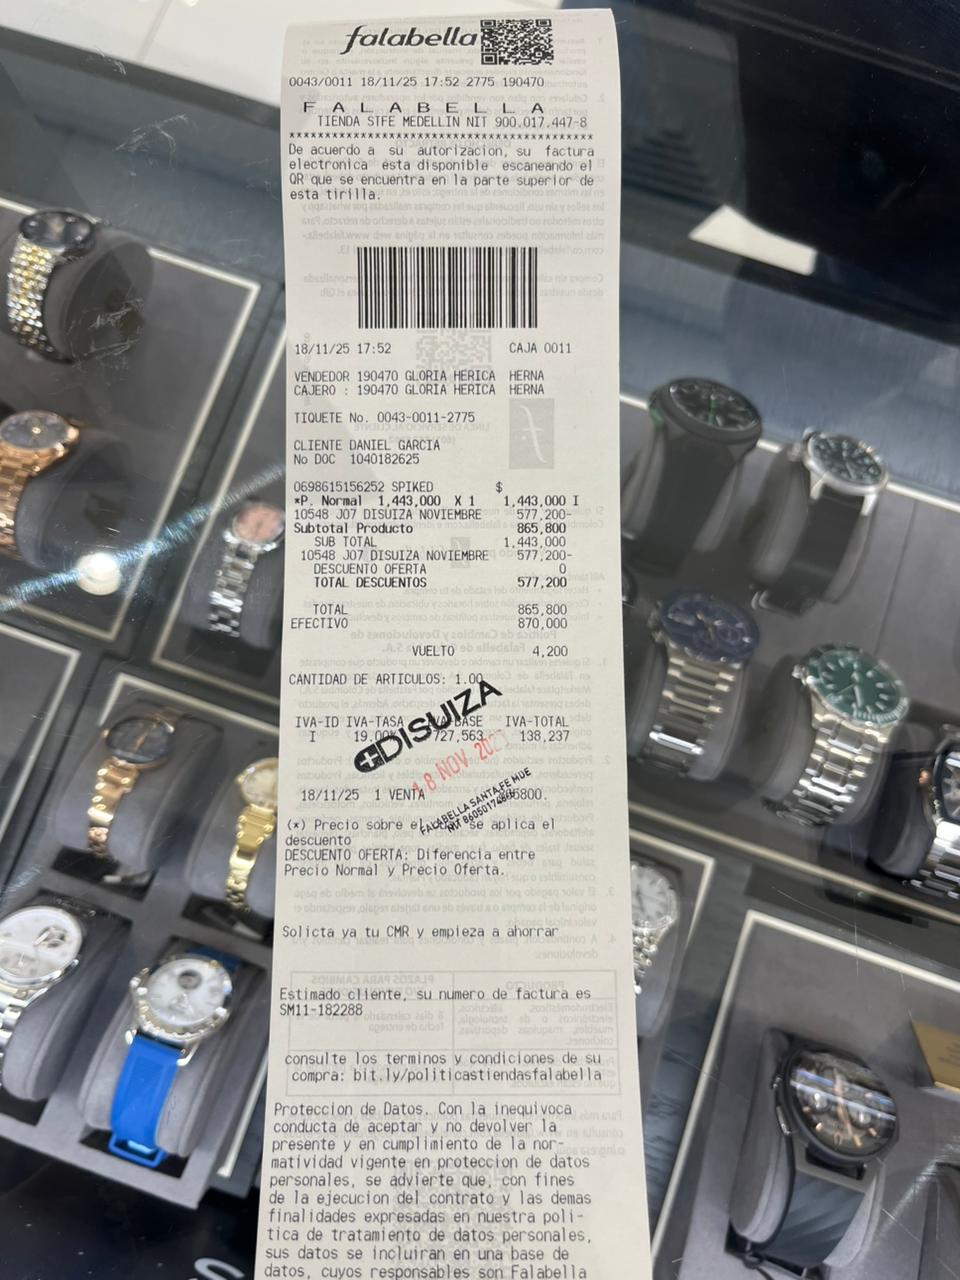 falabella
0043/0011 18/11/25 17:52 2775 190470
F A L A B E L L A
TIENDA STFE MEDELLIN NIT 900.017.447-8
****************************************
De acuerdo a su autorizacion, su factura
electronica esta disponible escaneando el
QR que se encuentra en la parte superior de
esta tirilla.
18/11/25 17:52 CAJA 0011
VENDEDOR 190470 GLORIA HERICA HERNA
CAJERO : 190470 GLORIA HERICA HERNA
TIQUETE No. 0043-0011-2775
CLIENTE DANIEL GARCIA
No DOC 1040182625
0698615156252 SPIKED $
*P. Normal 1,443,000 X 1 1,443,000 I
10548 J07 DISUIZA NOVIEMBRE 577,200-
Subtotal Producto 865,800
SUB TOTAL 1,443,000
10548 J07 DISUIZA NOVIEMBRE 577,200-
DESCUENTO OFERTA 0
TOTAL DESCUENTOS 577,200
TOTAL 865,800
EFECTIVO 870,000
VUELTO 4,200
CANTIDAD DE ARTICULOS: 1.00
IVA-ID IVA-TASA IVA-BASE IVA-TOTAL
I 19.00% 727,563 138,237
DISUIZA
18 NOV 202
FALABELLA SANTA FE MDE
18/11/25 1 VENTA
(*) Precio sobre el cual se aplica el
descuento
DESCUENTO OFERTA: Diferencia entre
Precio Normal y Precio Oferta.
Solicta ya tu CMR y empieza a ahorrar
Estimado cliente, su numero de factura es
SM11-182288
consulte los terminos y condiciones de su
compra: bit.ly/politicastiendasfalabella
Proteccion de Datos. Con la inequivoca
conducta de aceptar y no devolver la
presente y en cumplimiento de la nor-
matividad vigente en proteccion de datos
personales, se advierte que, con fines
de la ejecucion del contrato y las demas
finalidades expresadas en nuestra poli-
tica de tratamiento de datos personales,
sus datos se incluiran en una base de
datos, cuyos responsables son Falabella